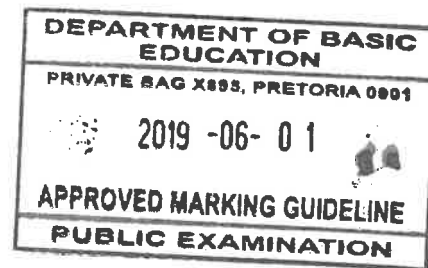 DEPARTMENT OF BASIC
EDUCATION
PRIVATE BAG X895, PRETORIA 0001
2019 -06- 01
APPROVED MARKING GUIDELINE
PUBLIC EXAMINATION